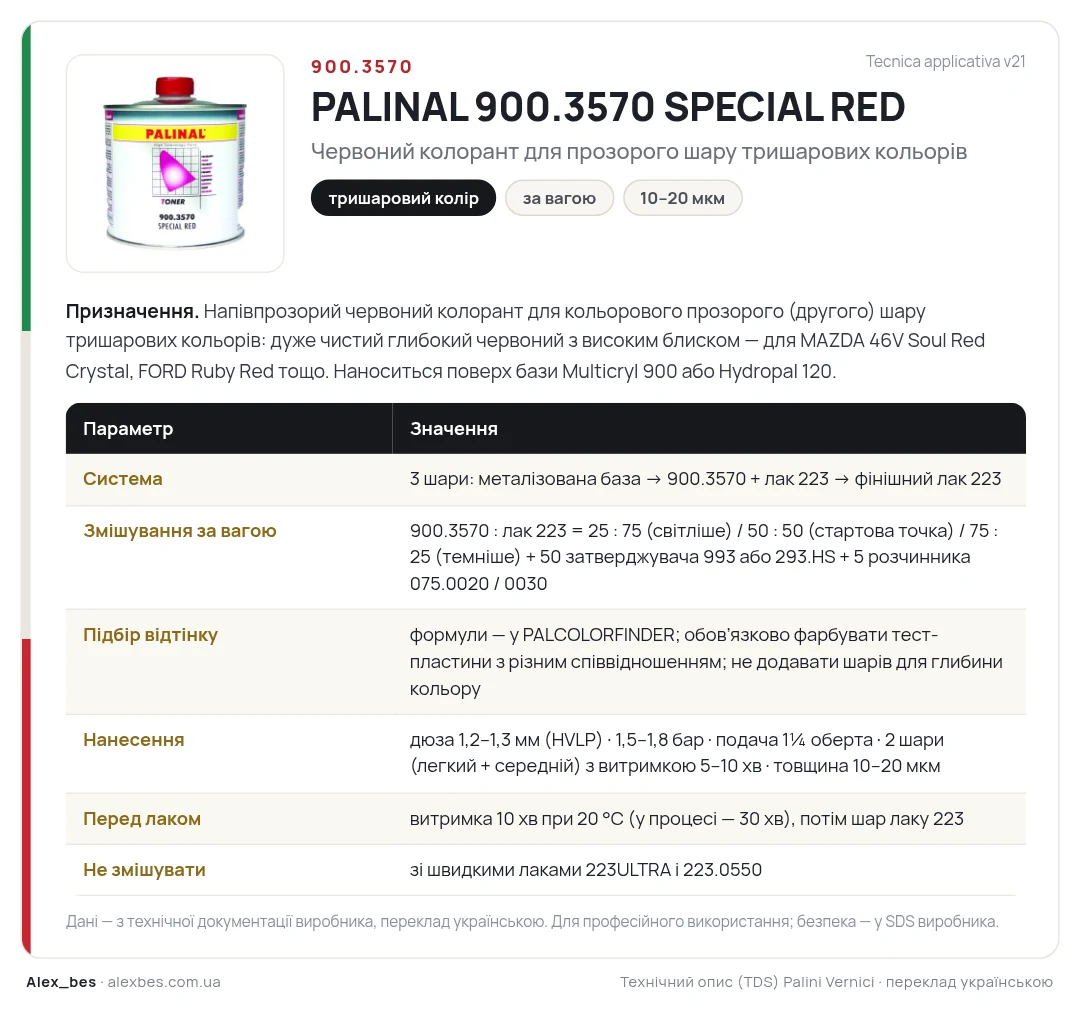 900.3570
Tecnica applicativa v21
PALINAL 900.3570 SPECIAL RED
Червоний колорант для прозорого шару тришарових кольорів
тришаровий колір
за вагою
10–20 мкм
PALINAL
TONER
900.3570
SPECIAL RED
Призначення. Напівпрозорий червоний колорант для кольорового прозорого (другого) шару
тришарових кольорів: дуже чистий глибокий червоний з високим блиском — для MAZDA 46V Soul Red
Crystal, FORD Ruby Red тощо. Наноситься поверх бази Multicryl 900 або Hydropal 120.
Параметр
Значення
Система
3 шари: металізована база → 900.3570 + лак 223 → фінішний лак 223
Змішування за вагою
900.3570 : лак 223 = 25 : 75 (світліше) / 50 : 50 (стартова точка) / 75 :
25 (темніше) + 50 затверджувача 993 або 293.HS + 5 розчинника
075.0020 / 0030
Підбір відтінку
формули — у PALCOLORFINDER; обов'язково фарбувати тест-
пластини з різним співвідношенням; не додавати шарів для глибини
кольору
Нанесення
дюза 1,2–1,3 мм (HVLP) · 1,5–1,8 бар · подача 1¼ оберта · 2 шари
(легкий + середній) з витримкою 5–10 хв · товщина 10–20 мкм
Перед лаком
витримка 10 хв при 20 °C (у процесі — 30 хв), потім шар лаку 223
Не змішувати
зі швидкими лаками 223ULTRA і 223.0550
Дані — з технічної документації виробника, переклад українською. Для професійного використання; безпека — у SDS виробника.
Alex_bes · alexbes.com.ua
Технічний опис (TDS) Palini Vernici · переклад українською